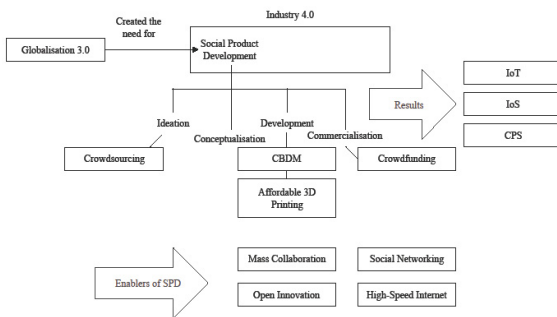 Industry 4.0
Created the
need for
Globalisation 3.0
Social Product
Development
IoT
Results
IoS
CPS
Ideation
Development
Conceptualisation
Commercialisation
Crowdsourcing
CBDM
Crowdfunding
Affordable 3D
Printing
Mass Collaboration
Social Networking
Enablers of SPD
Open Innovation
High-Speed Internet